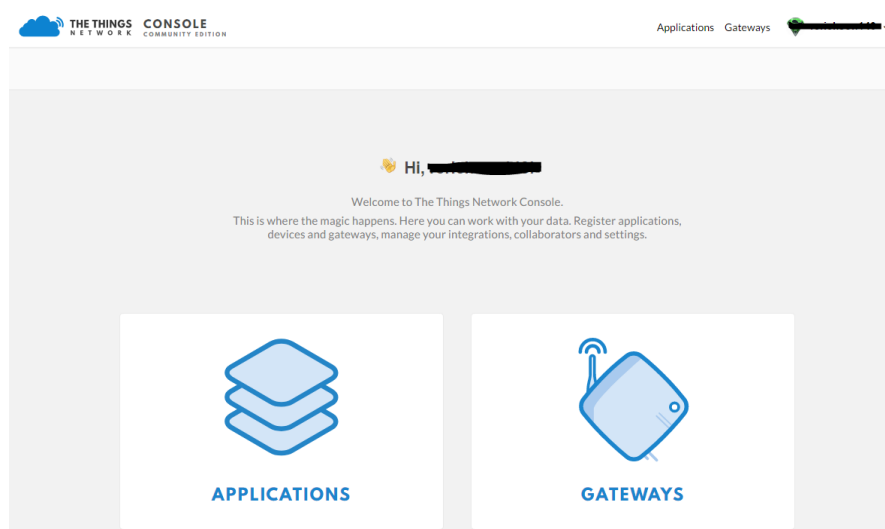 THE THINGS
NETWORK
CONSOLE
COMMUNITY EDITION
Applications Gateways
Hi,
Welcome to The Things Network Console.
This is where the magic happens. Here you can work with your data. Register applications,
devices and gateways, manage your integrations, collaborators and settings.
APPLICATIONS
GATEWAYS